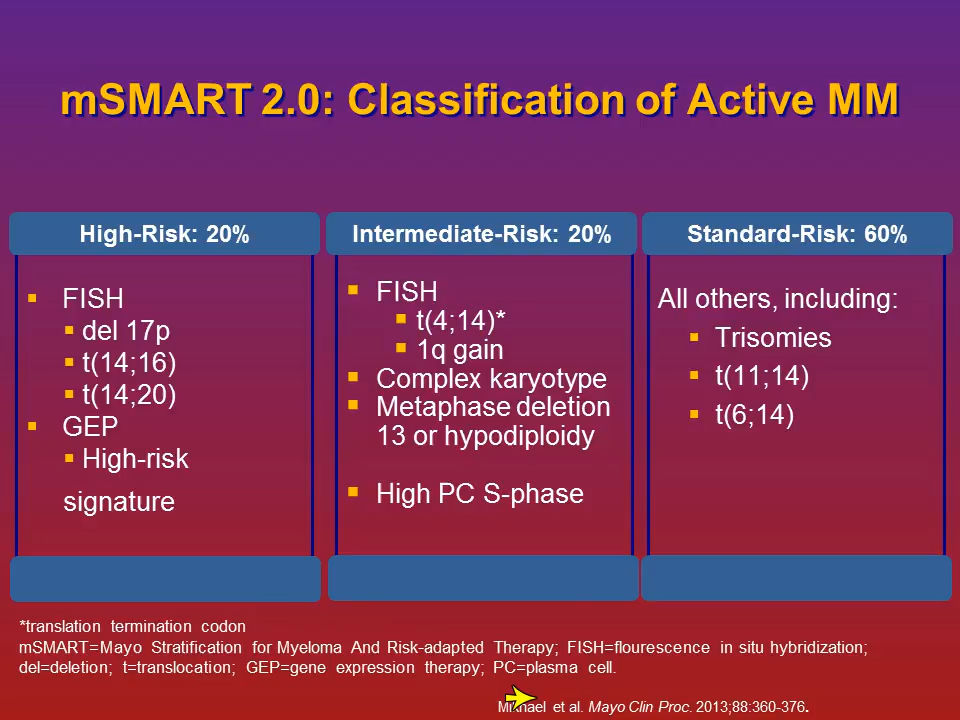 mSMART 2.0: Classification of Active MM
High-Risk: 20%
FISH
del 17p
t(14;16)
t(14;20)
GEP
High-risk
signature
Intermediate-Risk: 20%
FISH
t(4;14)*
1q gain
Complex karyotype
Metaphase deletion
13 or hypodiploidy
High PC S-phase
Standard-Risk: 60%
All others, including:
Trisomies
t(11;14)
t(6;14)
*translation termination codon
mSMART=Mayo Stratification for Myeloma And Risk-adapted Therapy; FISH=flourescence in situ hybridization;
del=deletion; t=translocation; GEP=gene expression therapy; PC=plasma cell.
et al. Mayo Clin Proc. 2013;88:360-376.